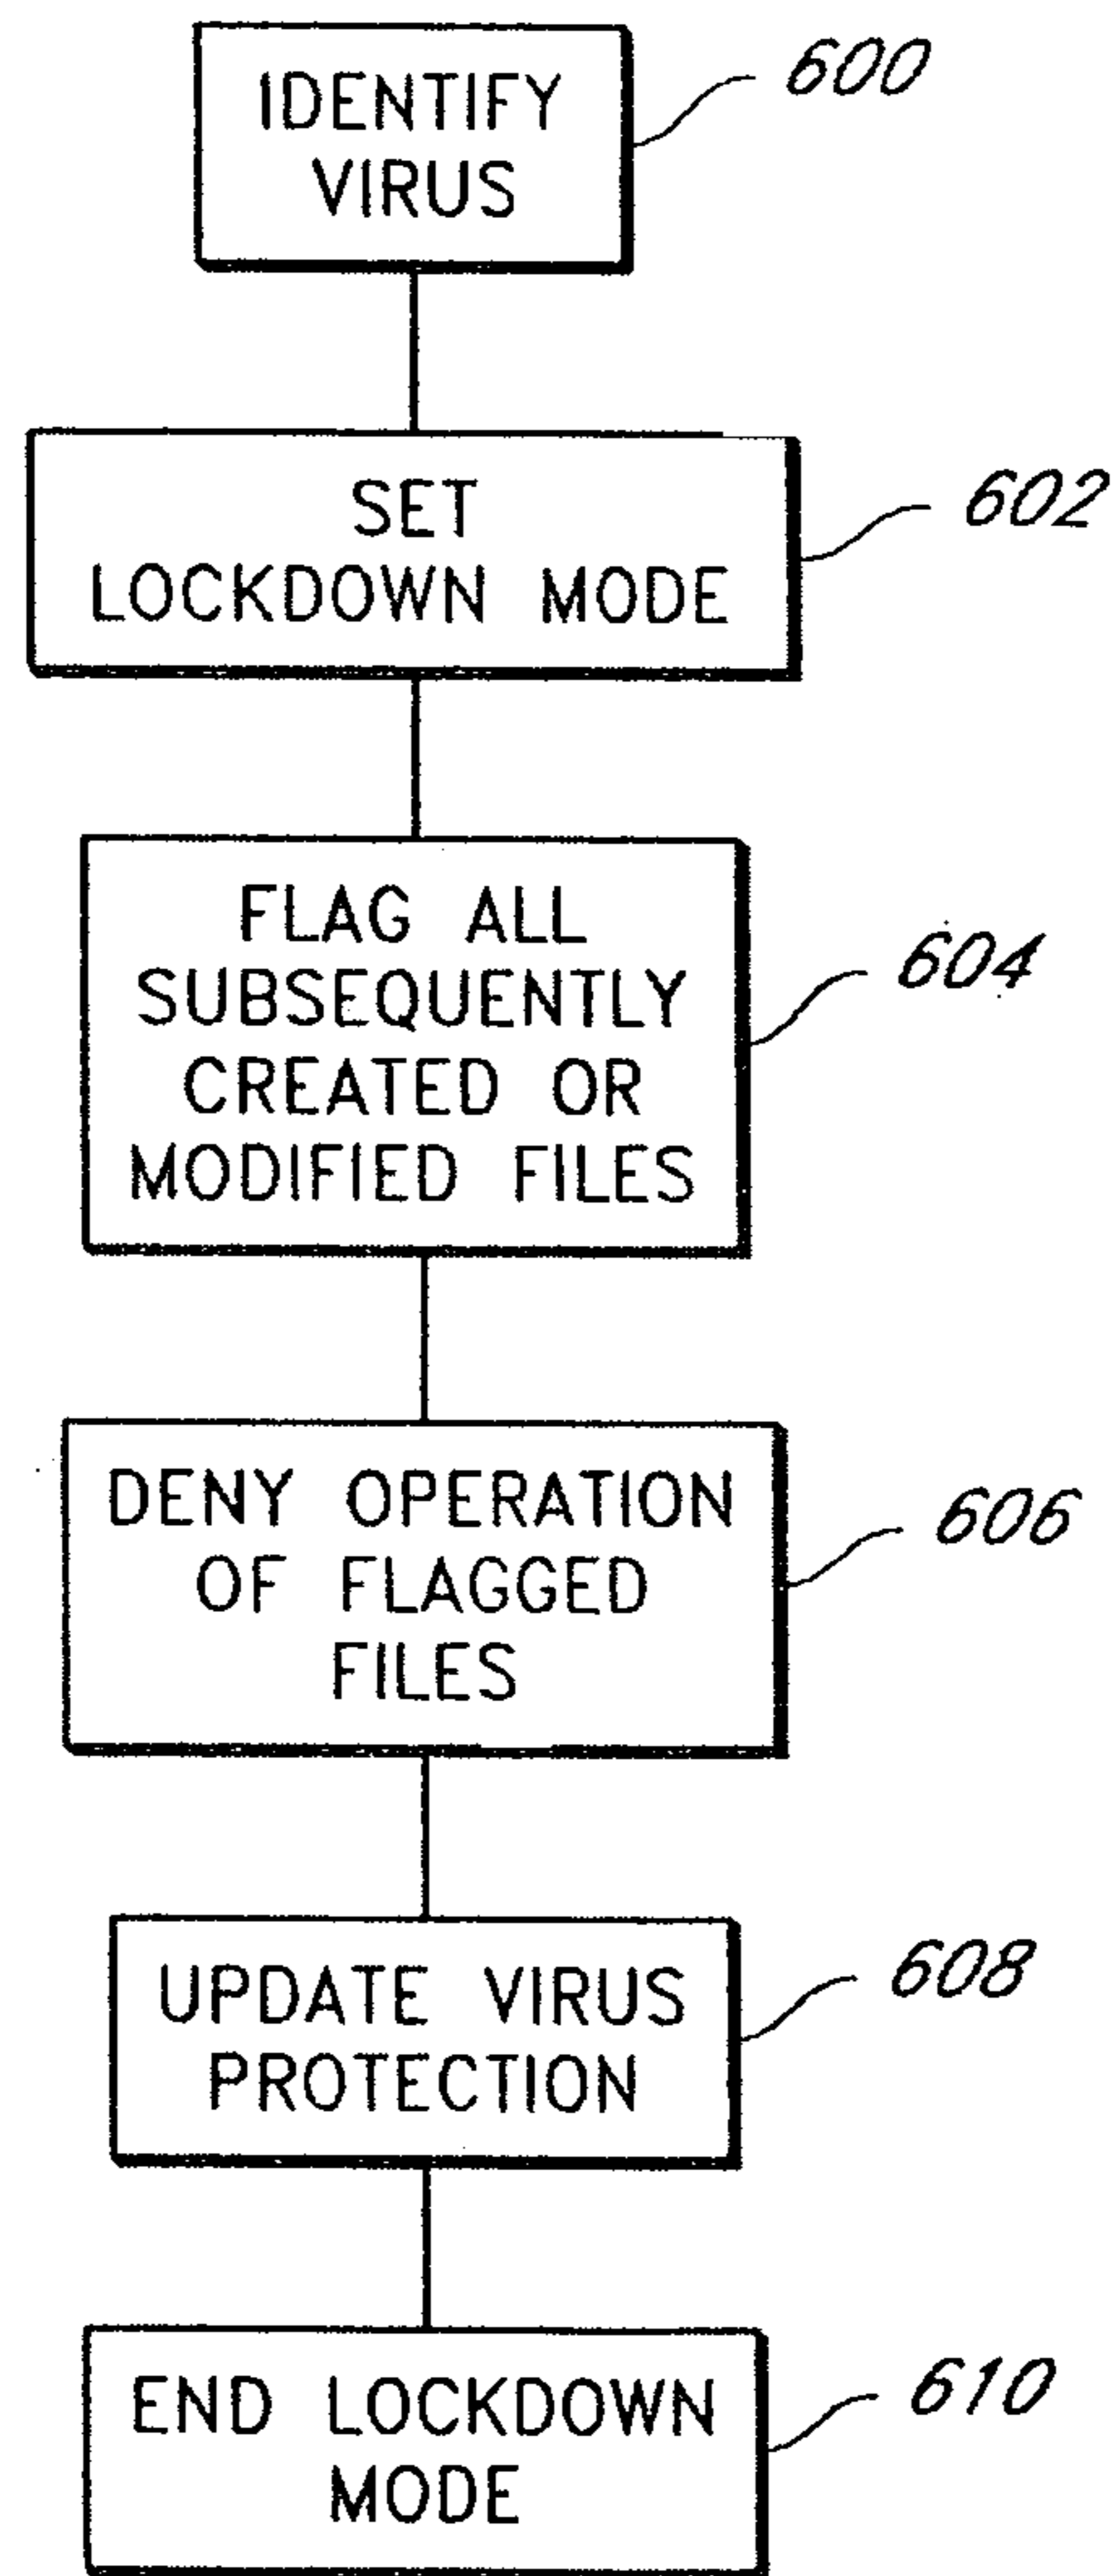 IDENTIFY
VIRUS
600
SET
LOCKDOWN MODE
602
FLAG ALL
SUBSEQUENTLY
CREATED OR
MODIFIED FILES
604
DENY OPERATION
OF FLAGGED
FILES
606
UPDATE VIRUS
PROTECTION
608
END LOCKDOWN
MODE
610